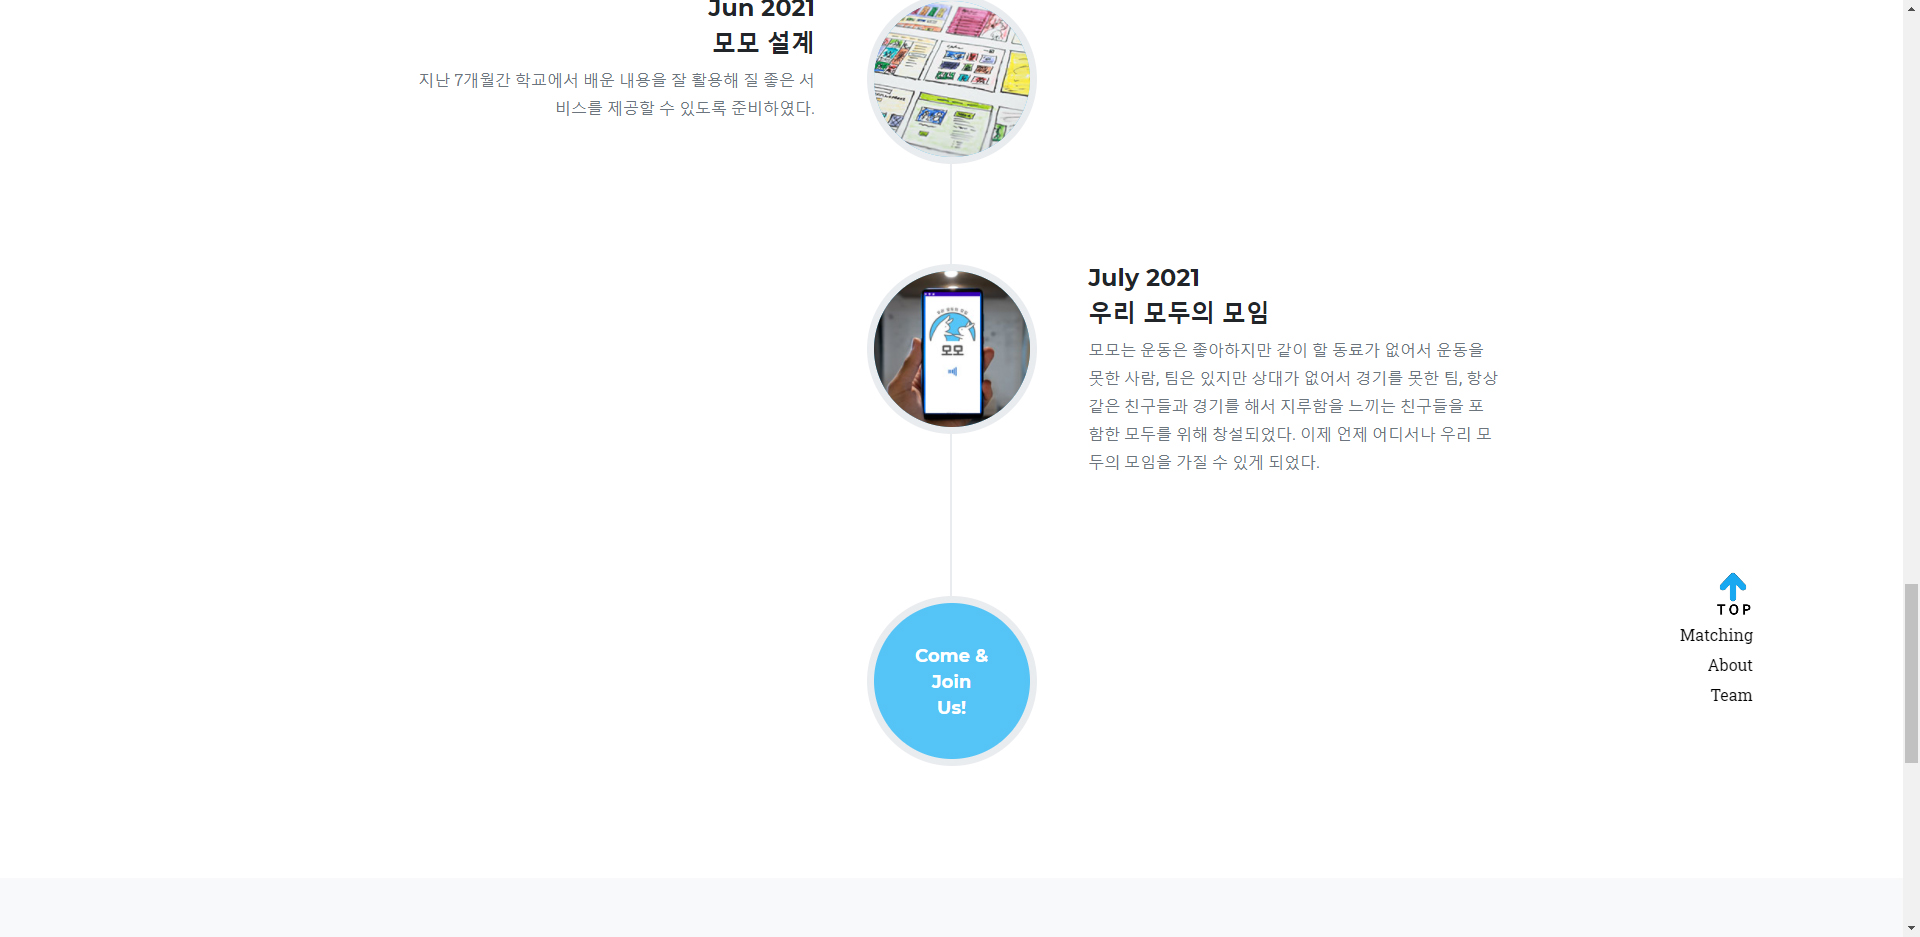 Jun 2021
모모 설계
지난 7개월간 학교에서 배운 내용을 잘 활용해 질 좋은 서
비스를 제공할 수 있도록 준비하였다.
July 2021
우리 모두의 모임
모모는 운동은 좋아하지만 같이 할 동료가 없어서 운동을
못한 사람, 팀은 있지만 상대가 없어서 경기를 못한 팀, 항상
같은 친구들과 경기를 해서 지루함을 느끼는 친구들을 포
함한 모두를 위해 창설되었다. 이제 언제 어디서나 우리 모
두의 모임을 가질 수 있게 되었다.
모모
Come &
Join
Us!
TOP
Matching
About
Team